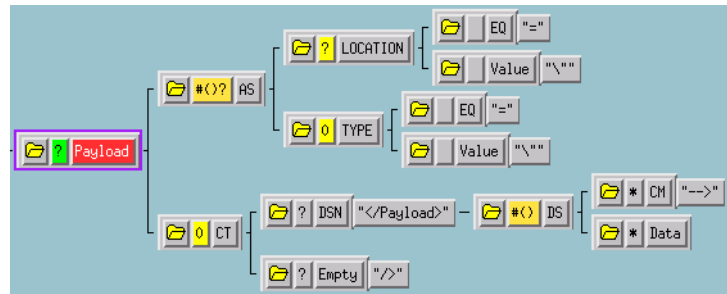 EQ "="
? LOCATION
Value "\""
#()? AS
EQ "="
0 TYPE
Value "\""
? Payload
* CM "-->"
? DSN "</Payload>" #() DS
* Data
0 CT
? Empty "/>"